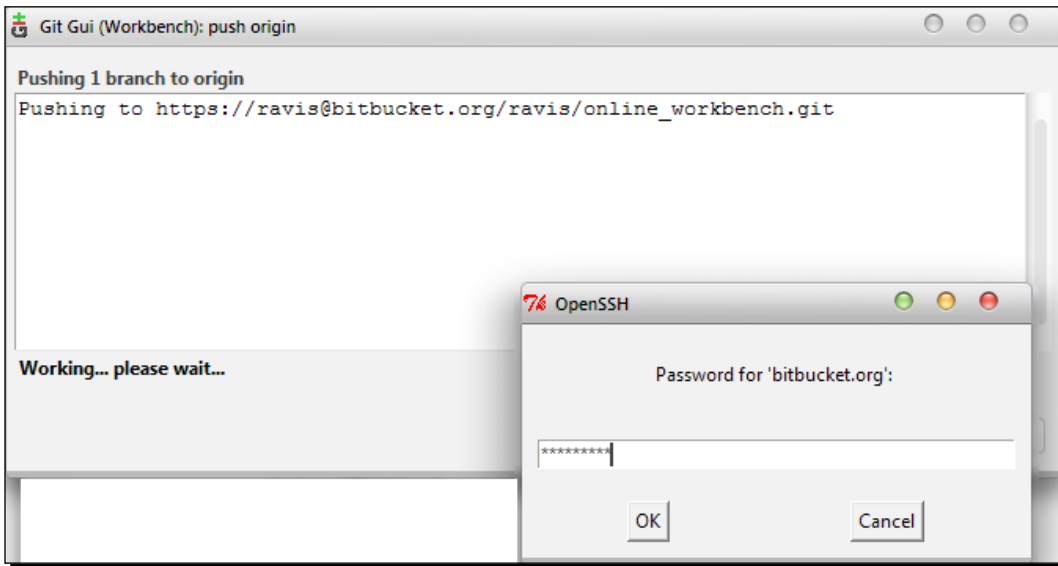 Git Gui (Workbench): push origin
Pushing 1 branch to origin
Pushing to https://ravis@bitbucket.org/ravis/online_workbench.git
Working... please wait...
OpenSSH
Password for 'bitbucket.org':
*********
OK
Cancel